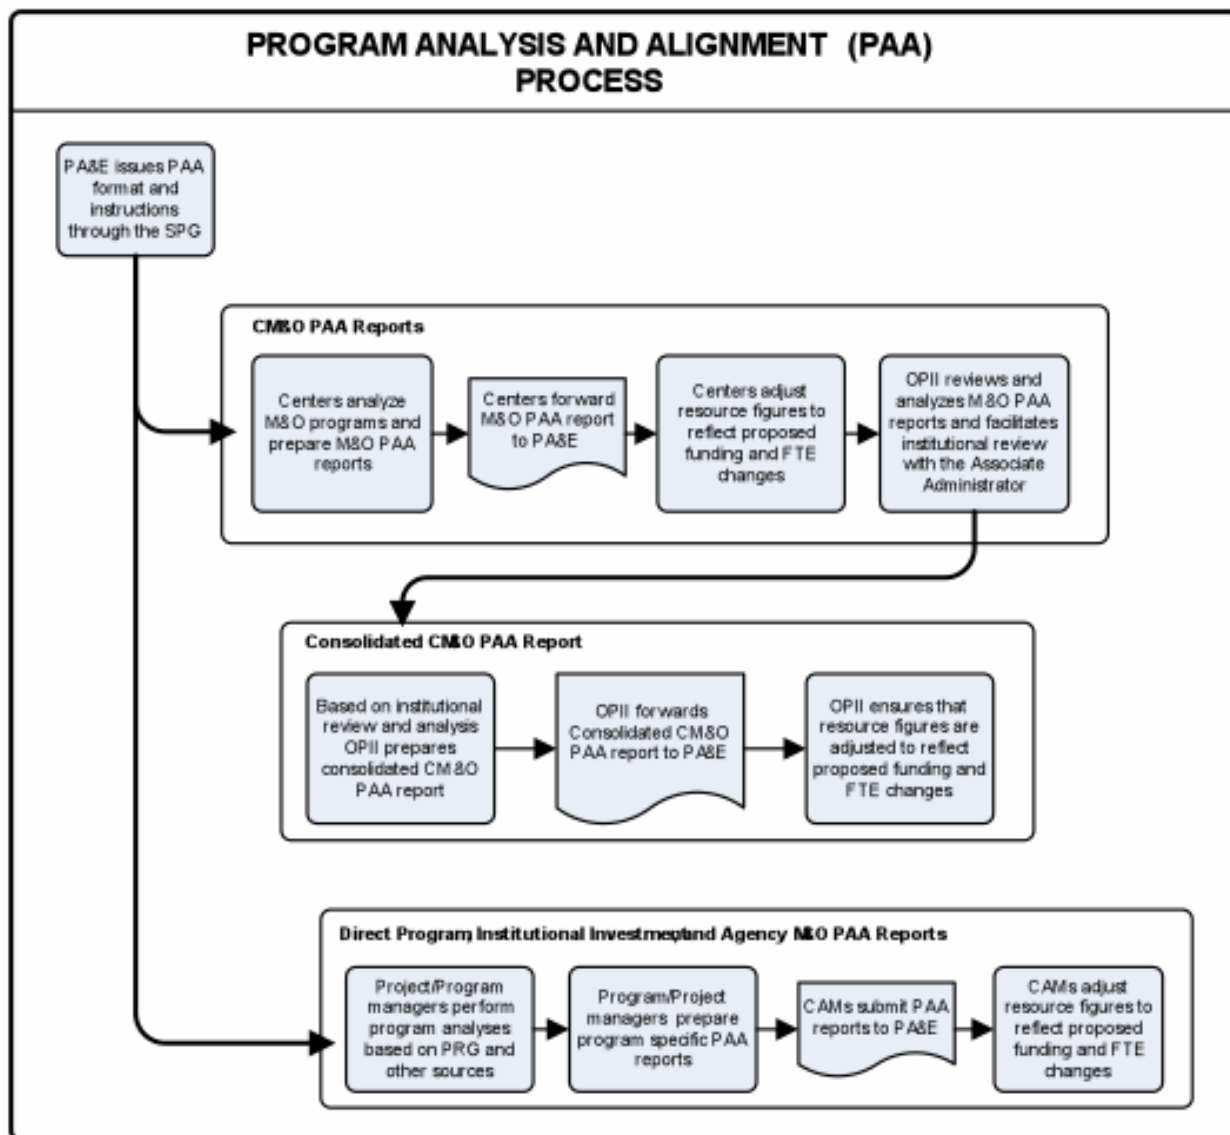 PROGRAM ANALYSIS AND ALIGNMENT (PAA)
PROCESS
PA&E issues PAA
format and
instructions
through the SPG
CM&O PAA Reports
Centers analyze
M&O programs and
prepare M&O PAA
reports
Centers forward
M&O PAA report
to PA&E
Centers adjust
resource figures to
reflect proposed
funding and FTE
changes
OPII reviews and
analyzes M&O PAA
reports and facilitates
institutional review
with the Associate
Administrator
Consolidated CM&O PAA Report
Based on institutional
review and analysis
OPII prepares
consolidated CM&O
PAA report
OPII forwards
Consolidated CM&O
PAA report to PA&E
OPII ensures that
resource figures are
adjusted to reflect
proposed funding and
FTE changes
Direct Program, Institutional Investment, and Agency M&O PAA Reports
Project/Program
managers perform
program analyses
based on PRG and
other sources
Program/Project
managers prepare
program specific PAA
reports
CAMs submit PAA
reports to PA&E
CAMs adjust
resource figures to
reflect proposed
funding and FTE
changes